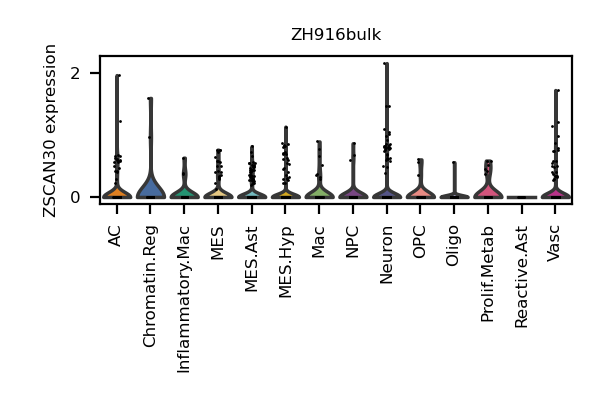 ZH916bulk
ZSCAN30 expression
2
0
AC
Chromatin.Reg
Inflammatory.Mac
MES
MES.Ast
MES.Hyp
Mac
NPC
Neuron
OPC
Oligo
Prolif.Metab
Reactive.Ast
Vasc